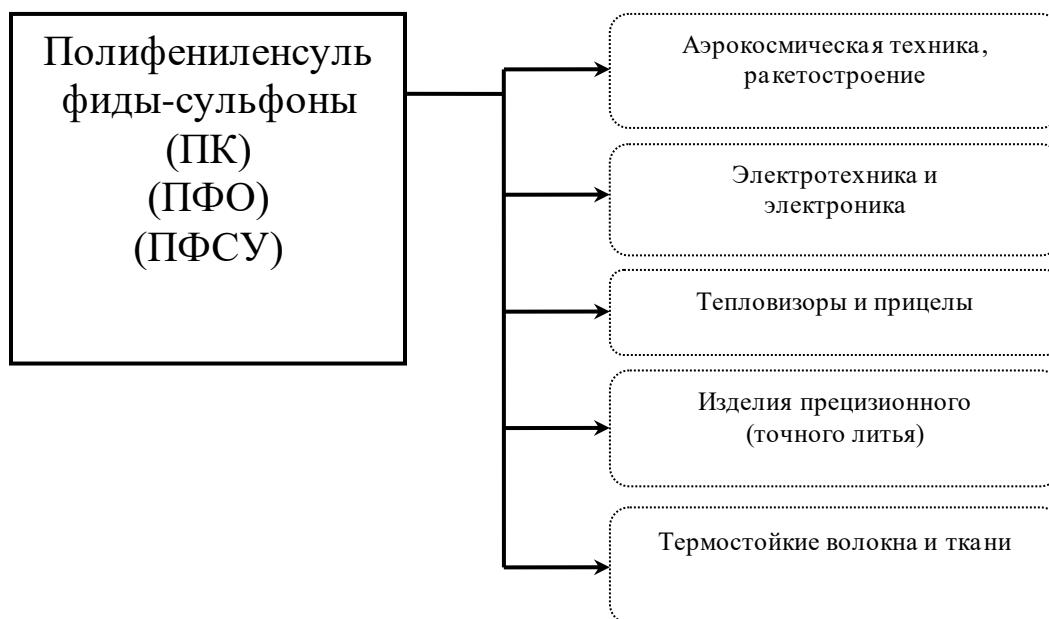 Полифениленсуль
фиды-сульфоны
(ПК)
(ПФО)
(ПФСУ)
Аэрокосмическая техника,
ракетостроение
Электротехника и
электроника
Тепловизоры и прицелы
Изделия прецизионного
(точного литья)
Термостойкие волокна и ткани